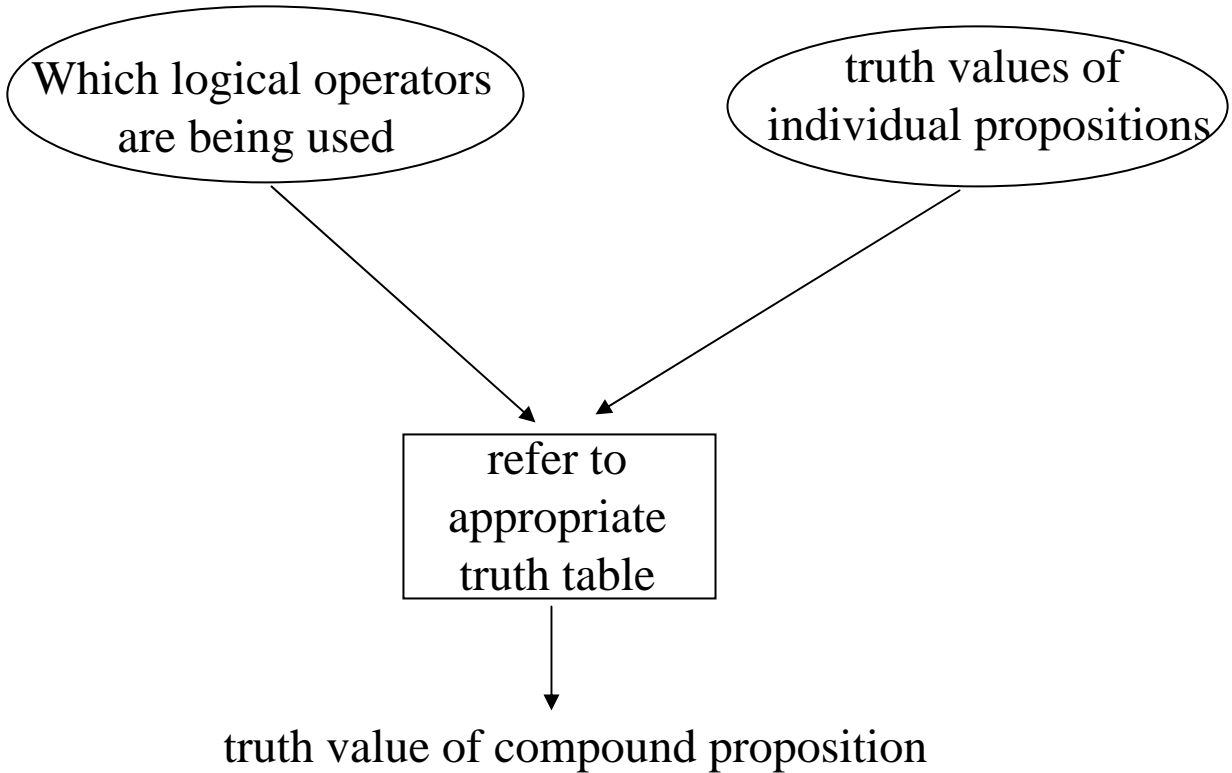 Which logical operators
are being used
truth values of
individual propositions
refer to
appropriate
truth table
truth value of compound proposition